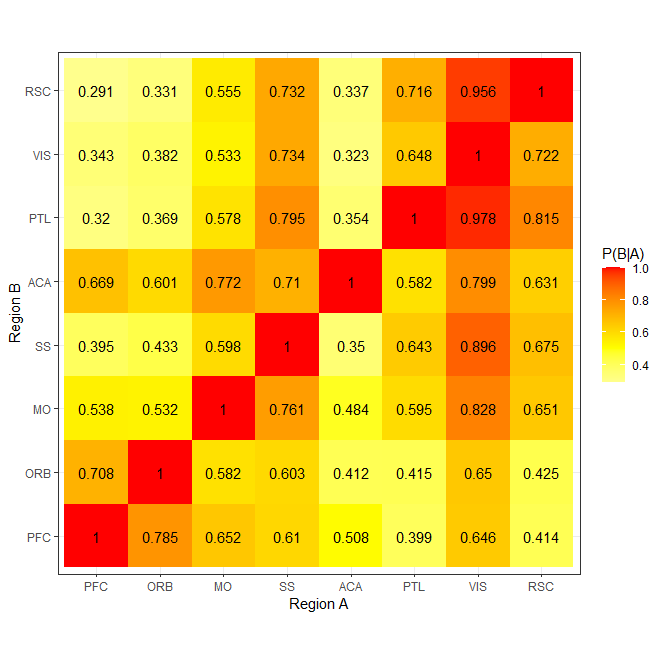 RSC 0.291 0.331 0.555 0.732 0.337 0.716 0.956 1
VIS 0.343 0.382 0.533 0.734 0.323 0.648 1 0.722
PTL 0.32 0.369 0.578 0.795 0.354 1 0.978 0.815
ACA 0.669 0.601 0.772 0.71 1 0.582 0.799 0.631
SS 0.395 0.433 0.598 1 0.35 0.643 0.896 0.675
MO 0.538 0.532 1 0.761 0.484 0.595 0.828 0.651
ORB 0.708 1 0.582 0.603 0.412 0.415 0.65 0.425
PFC 1 0.785 0.652 0.61 0.508 0.399 0.646 0.414
PFC ORB MO SS ACA PTL VIS RSC
Region A
Region B
P(B|A)
1.0
0.8
0.6
0.4